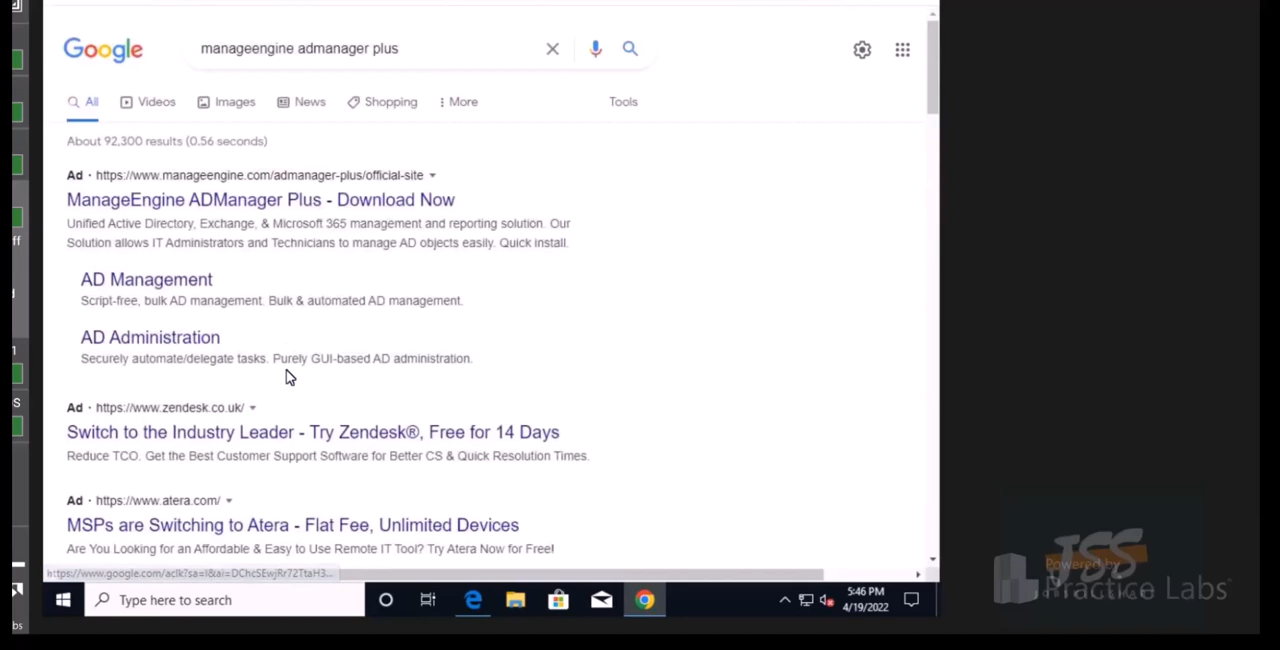 Google
manageengine admanager plus
All
Videos
Images
News
Shopping
More
Tools
About 92,300 results (0.56 seconds)
Ad · https://www.manageengine.com/admanager-plus/official-site
ManageEngine ADManager Plus - Download Now
Unified Active Directory, Exchange, & Microsoft 365 management and reporting solution. Our
Solution allows IT Administrators and Technicians to manage AD objects easily. Quick install.
AD Management
Script-free, bulk AD management. Bulk & automated AD management.
AD Administration
Securely automate/delegate tasks. Purely GUI-based AD administration.
Ad · https://www.zendesk.co.uk/
Switch to the Industry Leader - Try Zendesk®, Free for 14 Days
Reduce TCO. Get the Best Customer Support Software for Better CS & Quick Resolution Times.
Ad · https://www.atera.com/
MSPs are Switching to Atera - Flat Fee, Unlimited Devices
Are You Looking for an Affordable & Easy to Use Remote IT Tool? Try Atera Now for Free!
Type here to search
5:46 PM
4/19/2022
ff
d
1
S
bs
JSS
Powered by
Practice Labs